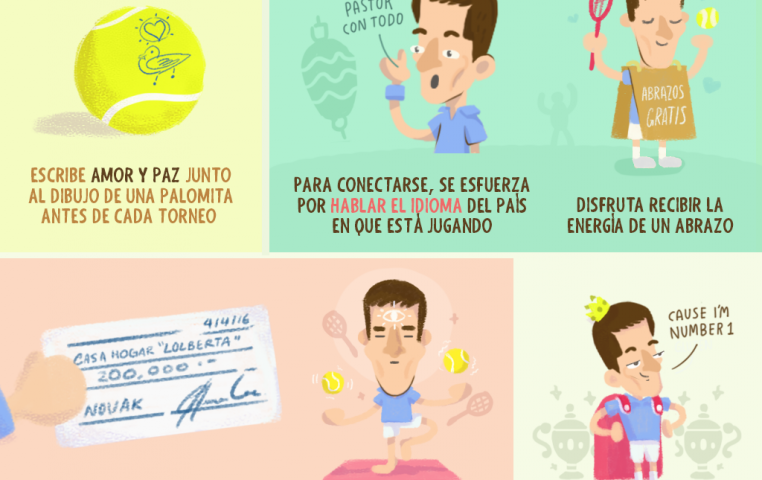 PASTOR
CON TODO
ABRAZOS
GRATIS
ESCRIBE AMOR Y PAZ JUNTO
AL DIBUJO DE UNA PALOMITA
ANTES DE CADA TORNEO
PARA CONECTARSE, SE ESFUERZA
POR HABLAR EL IDIOMA DEL PAÍS
EN QUE ESTÁ JUGANDO
DISFRUTA RECIBIR LA
ENERGÍA DE UN ABRAZO
4/4/16
CASA HOGAR "LOLBERTA"
200,000.--
NOVAK
CAUSE I'M
NUMBER 1